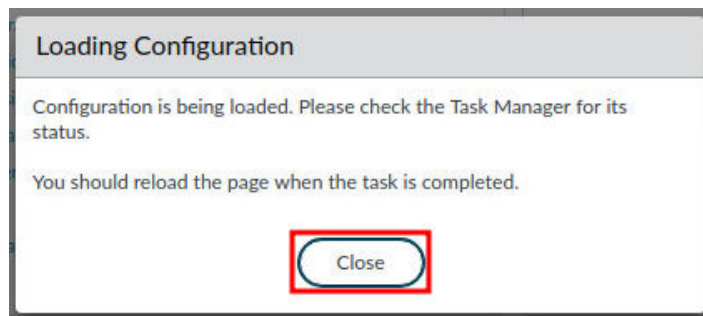 Loading Configuration
Configuration is being loaded. Please check the Task Manager for its
status.
You should reload the page when the task is completed.
Close